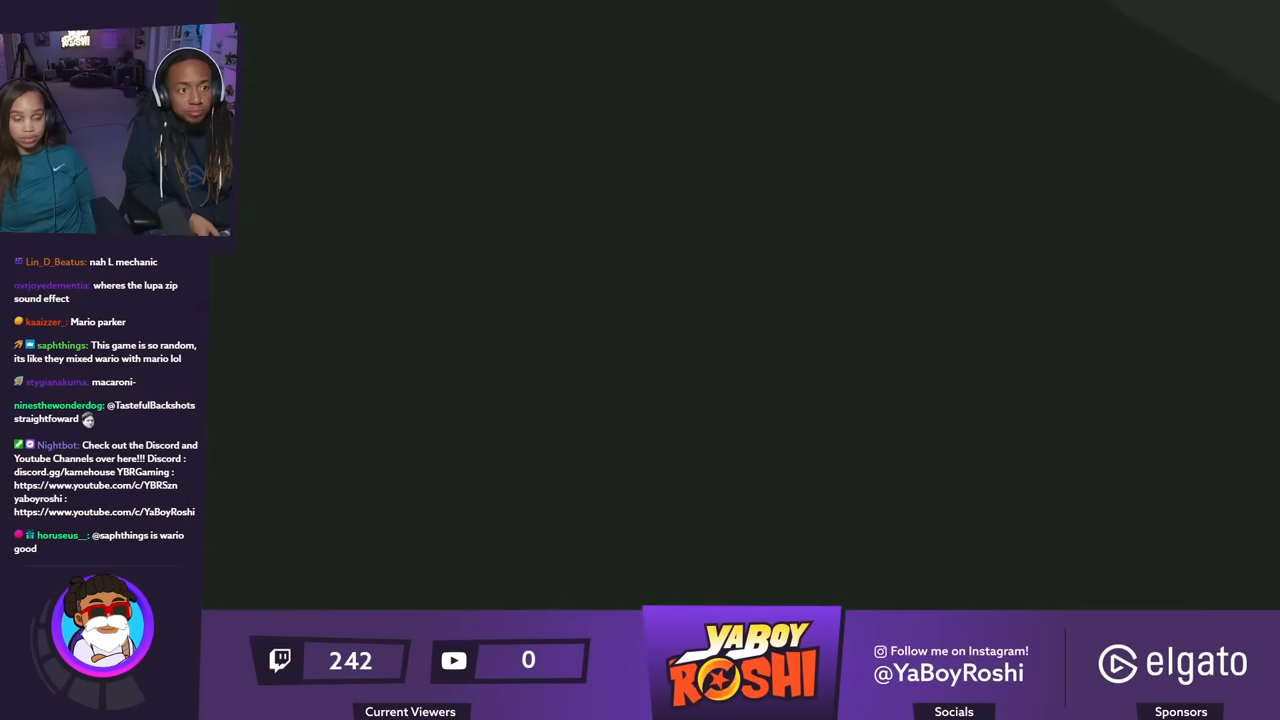 YABOY
ROSHI
Lin_D_Beatus: nah L mechanic
ovrjoyedementia: wheres the lupa zip
sound effect
kaaizzer_: Mario parker
saphthings: This game is so random,
its like they mixed wario with mario lol
stygianakuma: macaroni-
ninesthewonderdog: @TastefulBackshots
straightfoward
Nightbot: Check out the Discord and
Youtube Channels over here!!! Discord :
discord.gg/kamehouse YBRGaming :
https://www.youtube.com/c/YBRSzn
yaboyroshi :
https://www.youtube.com/c/YaBoyRoshi
horuseus__: @saphthings is wario
good
242
0
Current Viewers
YABOY
ROSHI
Follow me on Instagram!
@YaBoyRoshi
Socials
elgato
Sponsors